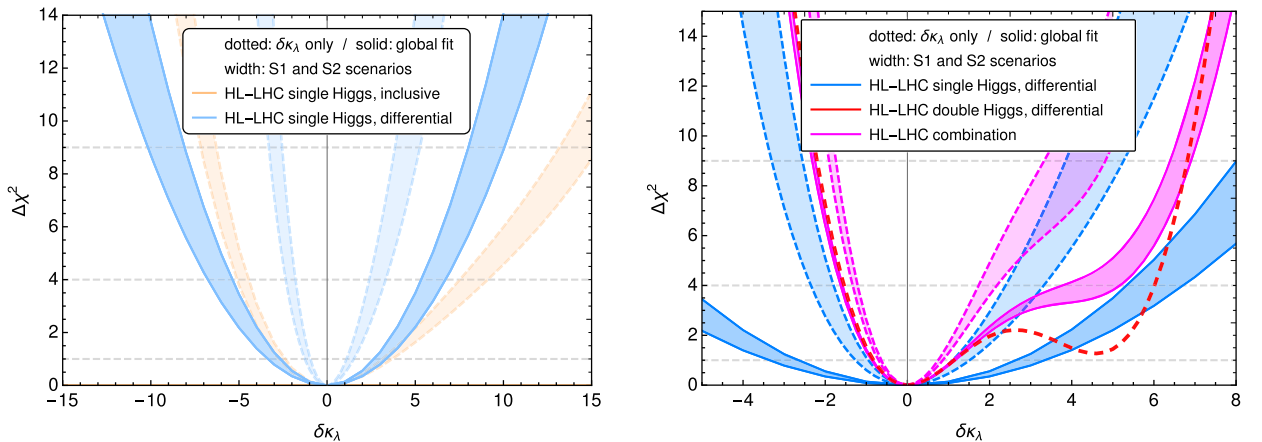 dotted: δκλ only / solid: global fit
width: S1 and S2 scenarios
HL−LHC single Higgs, inclusive
HL−LHC single Higgs, differential
14
12
10
8
6
4
2
0
Δχ²
−15 −10 −5 0 5 10 15
δκλ
dotted: δκλ only / solid: global fit
width: S1 and S2 scenarios
HL−LHC single Higgs, differential
HL−LHC double Higgs, differential
HL−LHC combination
14
12
10
8
6
4
2
0
Δχ²
−4 −2 0 2 4 6 8
δκλ